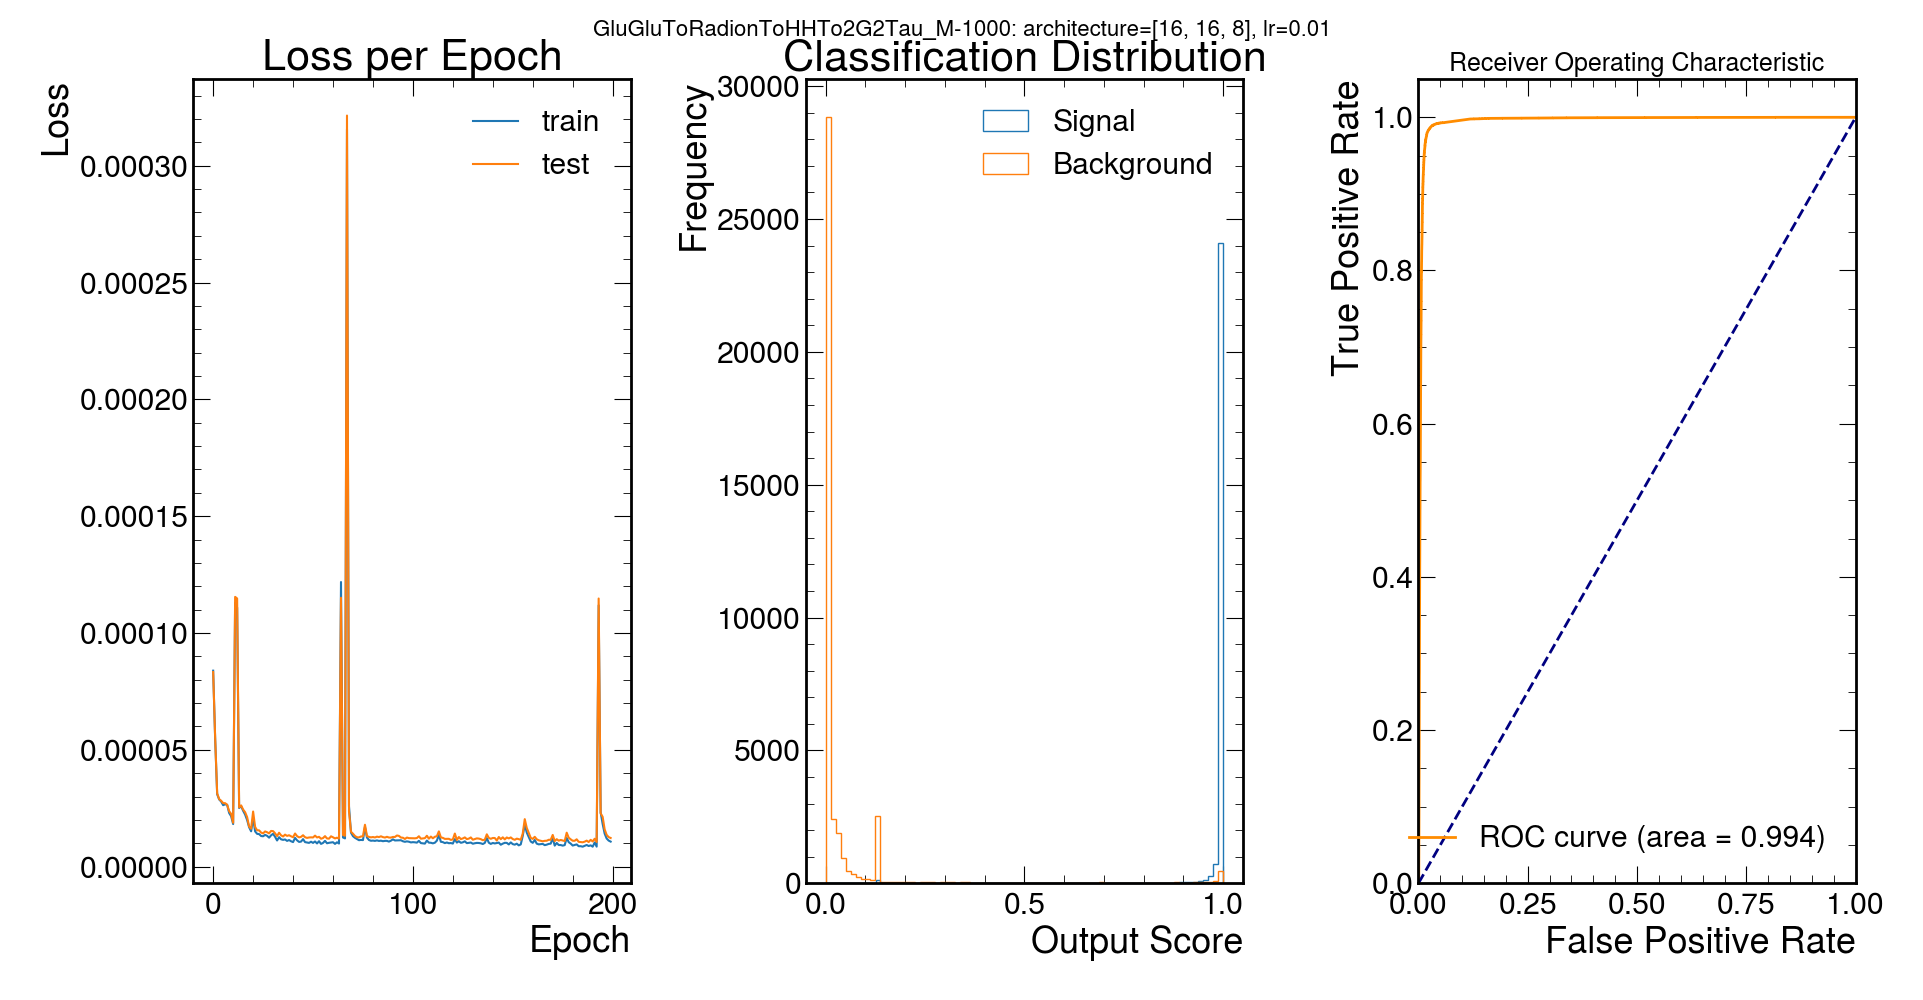 GluGluToRadionToHHTo2G2Tau_M-1000: architecture=[16, 16, 8], lr=0.01
Loss per Epoch
Loss
0.00030
0.00025
0.00020
0.00015
0.00010
0.00005
0.00000
train
test
0 100 200
Epoch
Classification Distribution
Frequency
30000
25000
20000
15000
10000
5000
0
Signal
Background
0.0 0.5 1.0
Output Score
Receiver Operating Characteristic
True Positive Rate
1.0
0.8
0.6
0.4
0.2
0.0
ROC curve (area = 0.994)
0.00 0.25 0.50 0.75 1.00
False Positive Rate